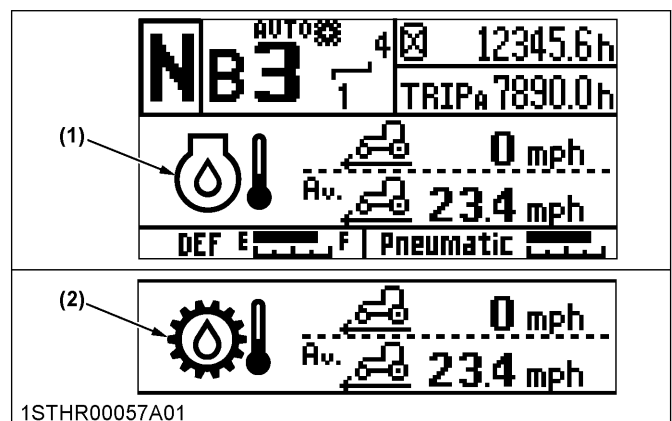 N B3 AUTO 4 1 12345.6h
TRIPA 7890.0h
(1)
0 mph
Av. 23.4 mph
DEF E F Pneumatic
(2)
0 mph
Av. 23.4 mph
1STHR00057A01